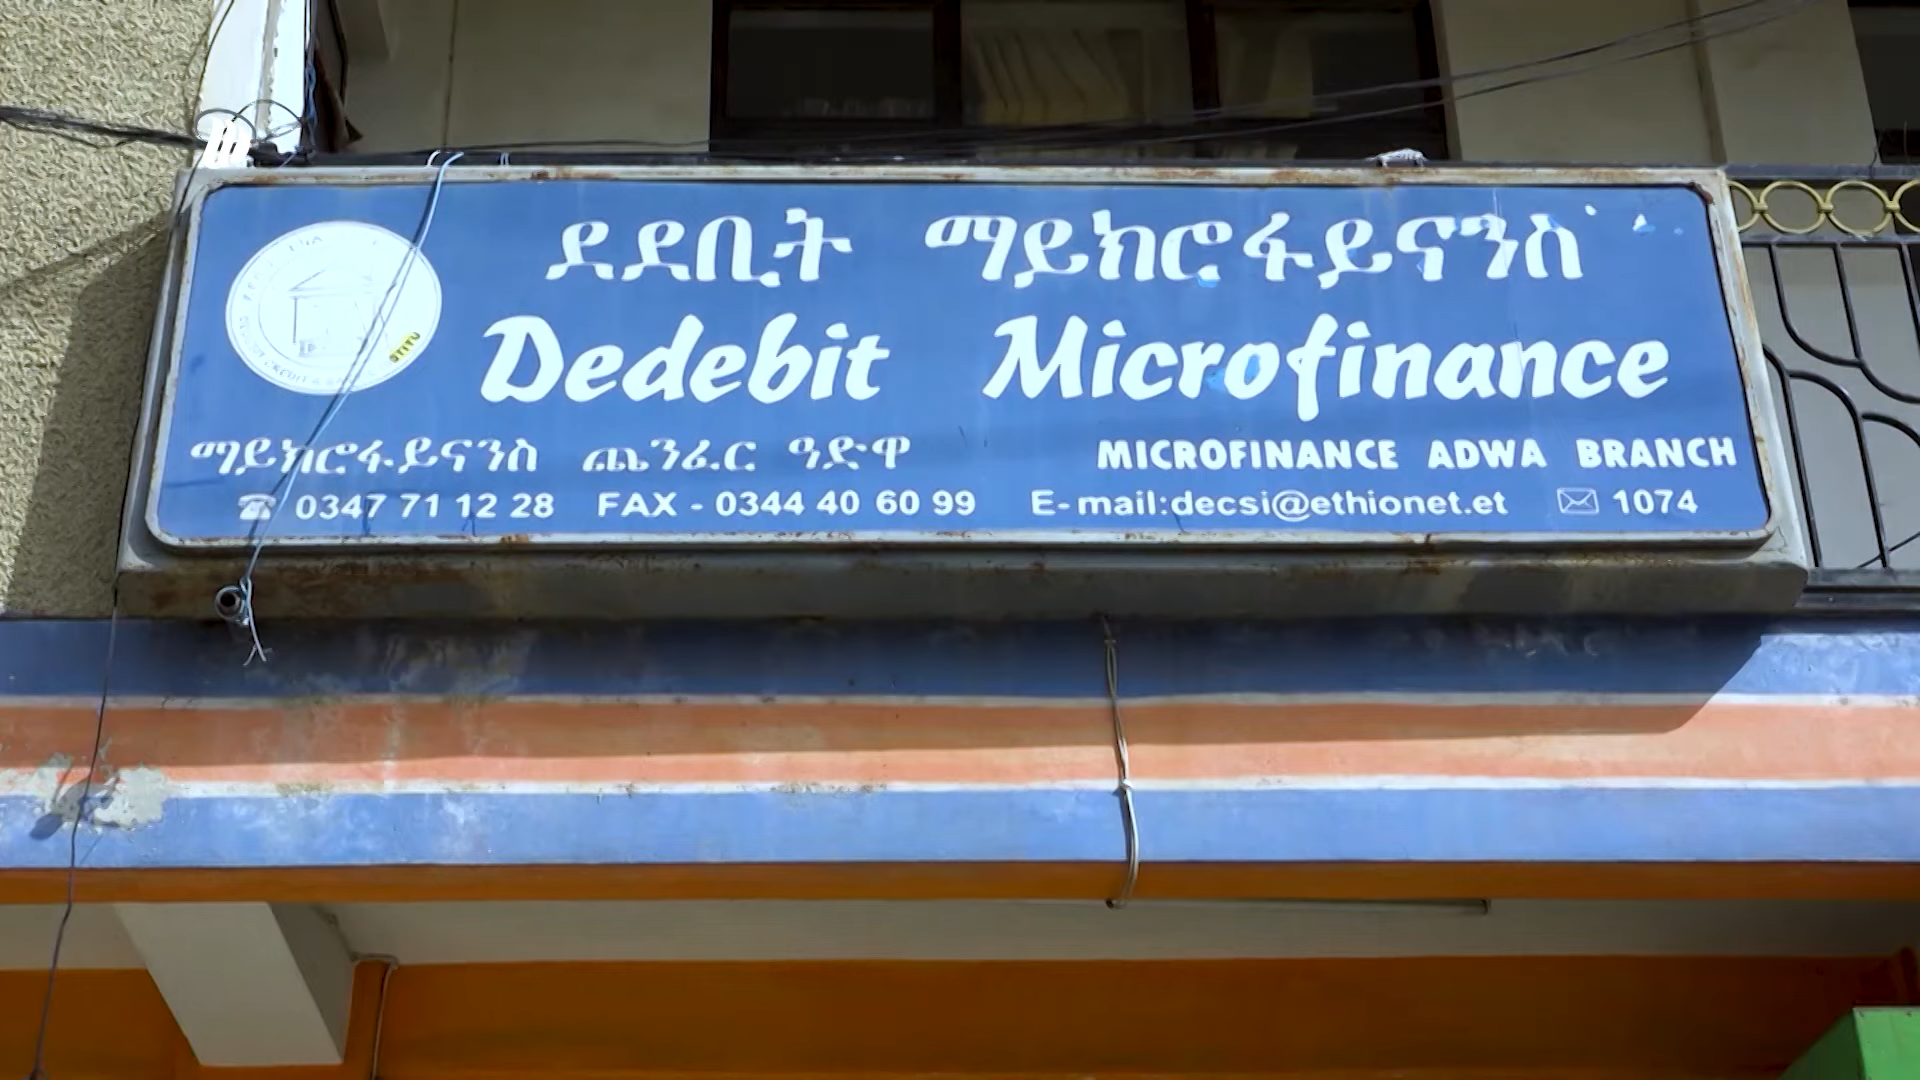 ደደቢት ማይክሮፋይናንስ
Dedebit Microfinance
ማይክሮፋይናንስ ጨንፈር ዓድዋ
MICROFINANCE ADWA BRANCH
☎ 0347 71 12 28 FAX - 0344 40 60 99 E-mail:decsi@ethionet.et ✉ 1074